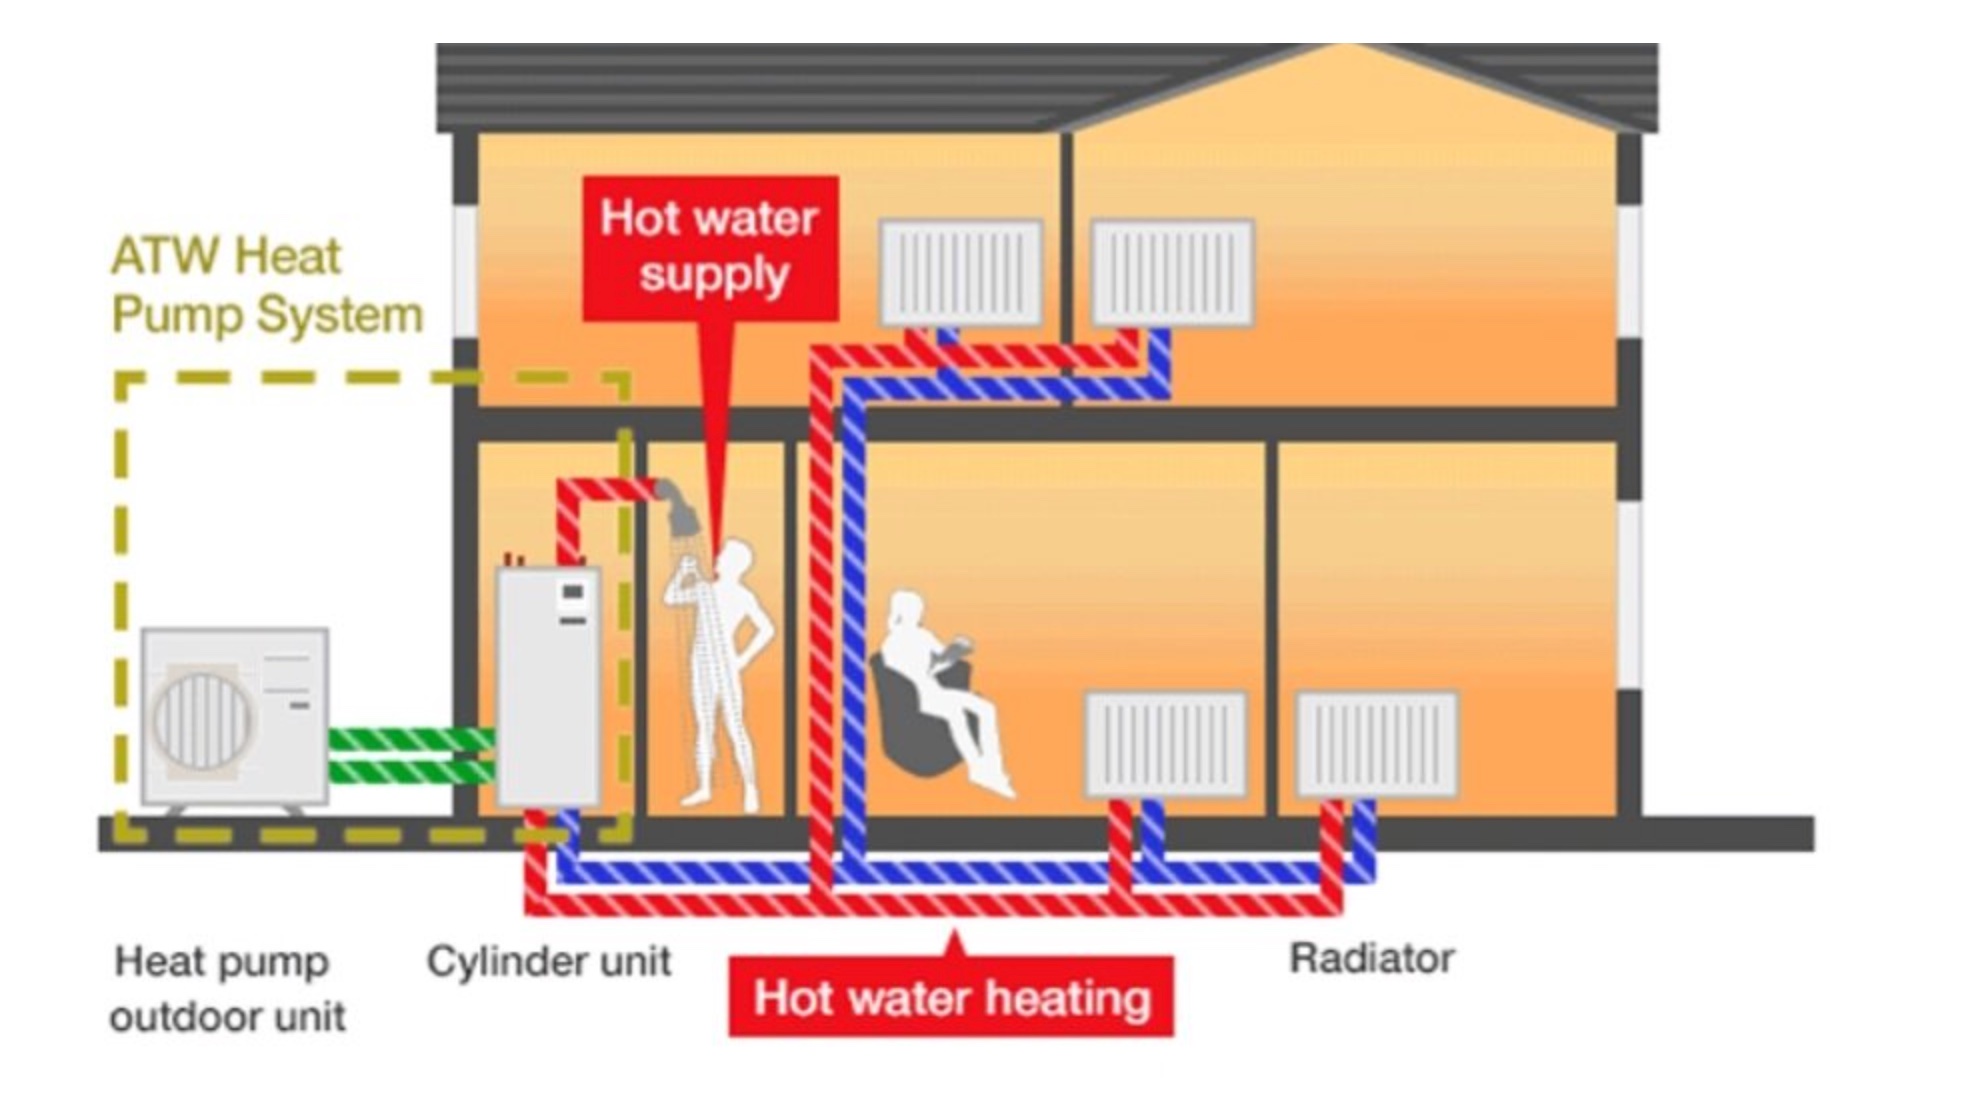 Hot water
supply
ATW Heat
Pump System
Heat pump
outdoor unit
Cylinder unit
Radiator
Hot water heating